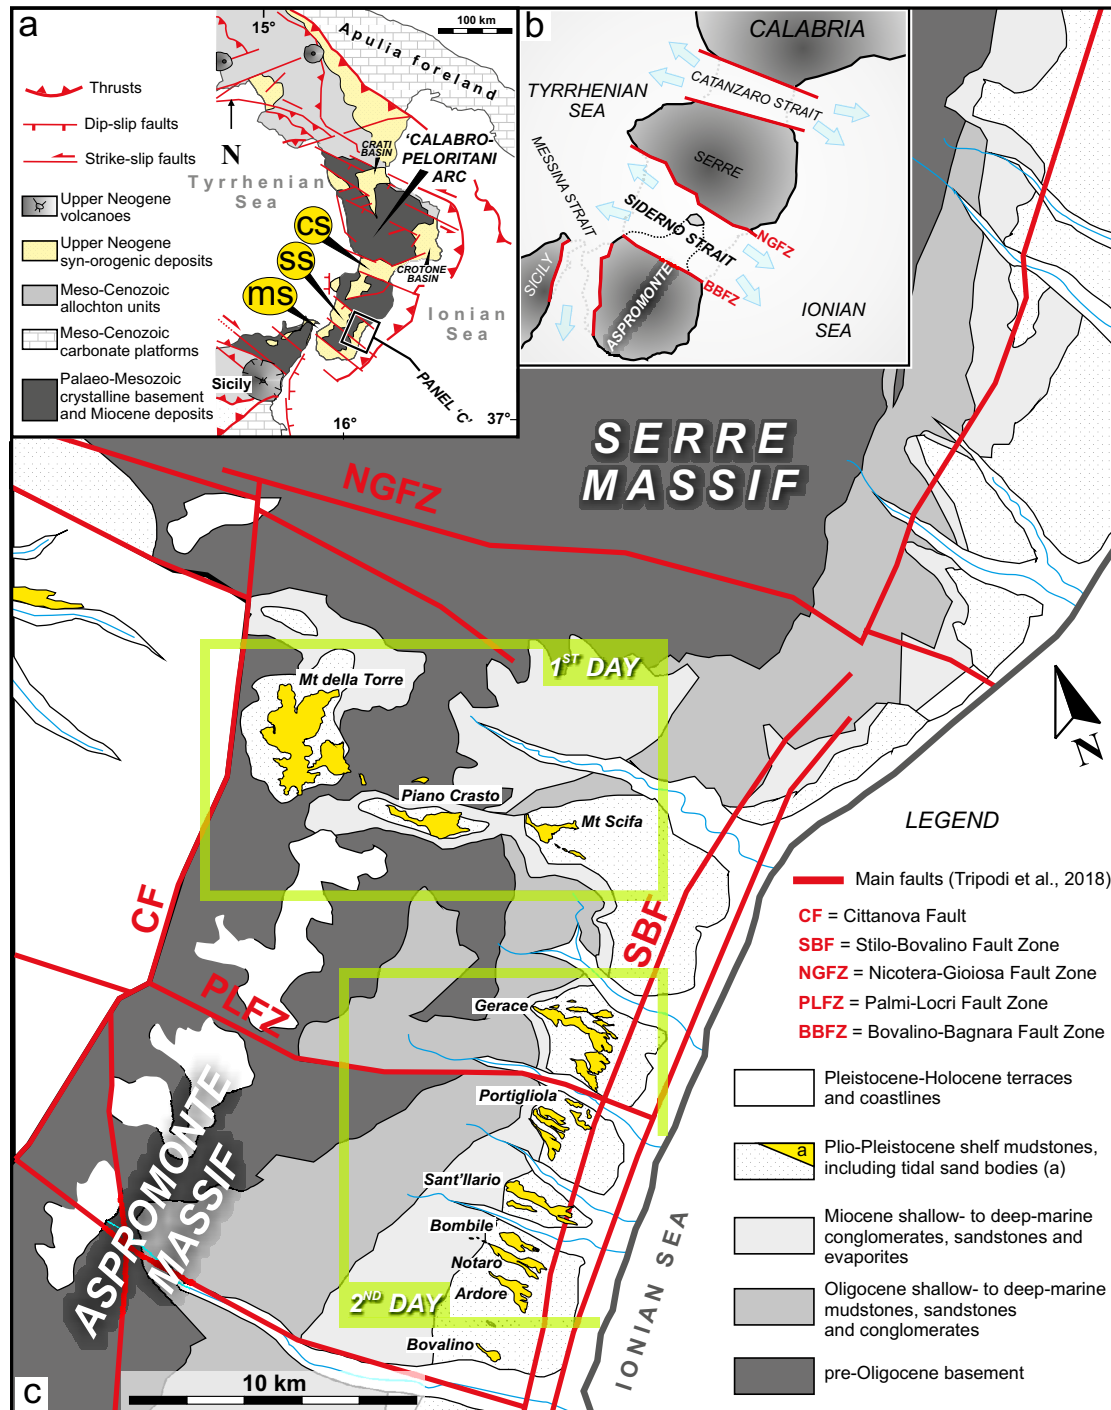 a
15°
100 km
Apulia foreland
Thrusts
Dip-slip faults
Strike-slip faults
N
Upper Neogene
volcanoes
Upper Neogene
syn-orogenic deposits
Meso-Cenozoic
allochton units
Meso-Cenozoic
carbonate platforms
Palaeo-Mesozoic
crystalline basement
and Miocene deposits
Tyrrhenian
Sea
CRATI
BASIN
'CALABRO-
PELORITANI
ARC
CROTONE
BASIN
cs
ss
ms
Ionian
Sea
Sicily
PANEL 'C'
16°
37°
b
CALABRIA
TYRRHENIAN
SEA
CATANZARO STRAIT
MESSINA STRAIT
SERRE
SIDERNO STRAIT
NGFZ
BBFZ
SICILY
ASPROMONTE
IONIAN
SEA
SERRE
MASSIF
NGFZ
1ST DAY
Mt della Torre
Piano Crasto
Mt Scifa
CF
SBF
PLFZ
Gerace
Portigliola
Sant'Ilario
Bombile
Notaro
Ardore
2ND DAY
Bovalino
ASPROMONTE
MASSIF
IONIAN SEA
N
c
10 km
LEGEND
Main faults (Tripodi et al., 2018)
CF = Cittanova Fault
SBF = Stilo-Bovalino Fault Zone
NGFZ = Nicotera-Gioiosa Fault Zone
PLFZ = Palmi-Locri Fault Zone
BBFZ = Bovalino-Bagnara Fault Zone
Pleistocene-Holocene terraces
and coastlines
a
Plio-Pleistocene shelf mudstones,
including tidal sand bodies (a)
Miocene shallow- to deep-marine
conglomerates, sandstones and
evaporites
Oligocene shallow- to deep-marine
mudstones, sandstones
and conglomerates
pre-Oligocene basement